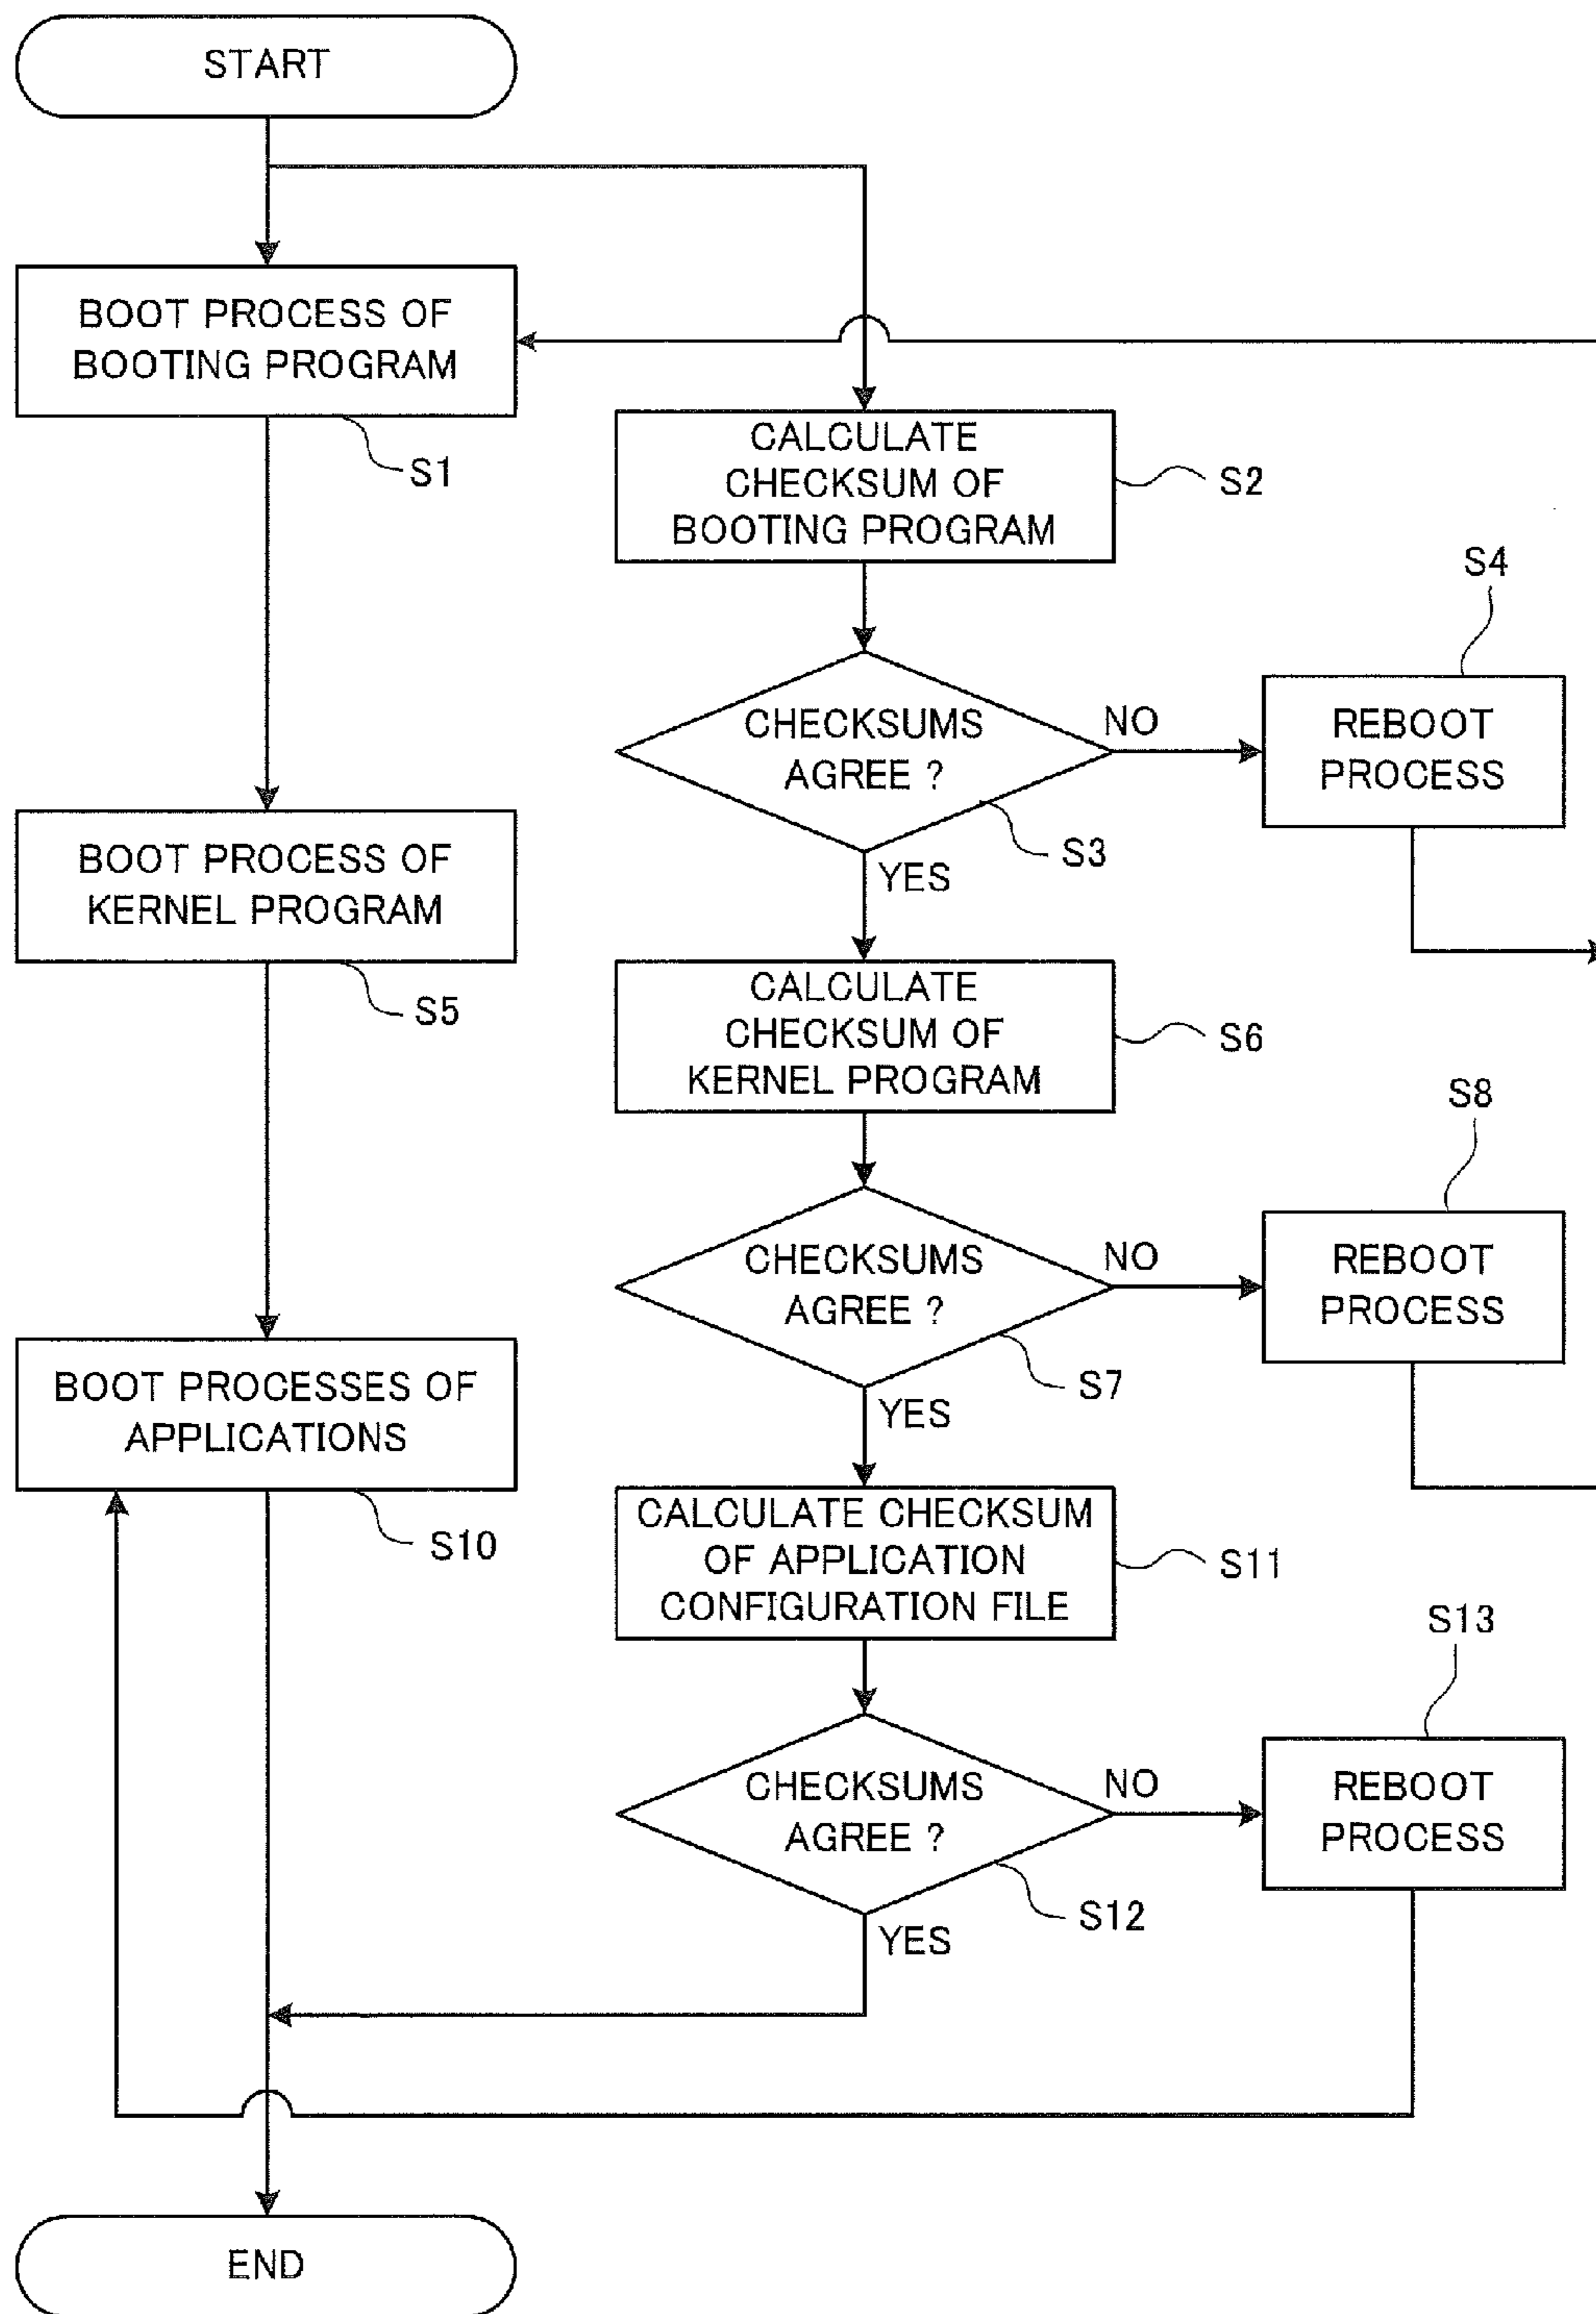 START
BOOT PROCESS OF
BOOTING PROGRAM
S1
CALCULATE
CHECKSUM OF
BOOTING PROGRAM
S2
S4
CHECKSUMS
AGREE ?
NO
REBOOT
PROCESS
S3
YES
BOOT PROCESS OF
KERNEL PROGRAM
S5
CALCULATE
CHECKSUM OF
KERNEL PROGRAM
S6
S8
CHECKSUMS
AGREE ?
NO
REBOOT
PROCESS
S7
YES
BOOT PROCESSES OF
APPLICATIONS
S10
CALCULATE CHECKSUM
OF APPLICATION
CONFIGURATION FILE
S11
S13
CHECKSUMS
AGREE ?
NO
REBOOT
PROCESS
S12
YES
END